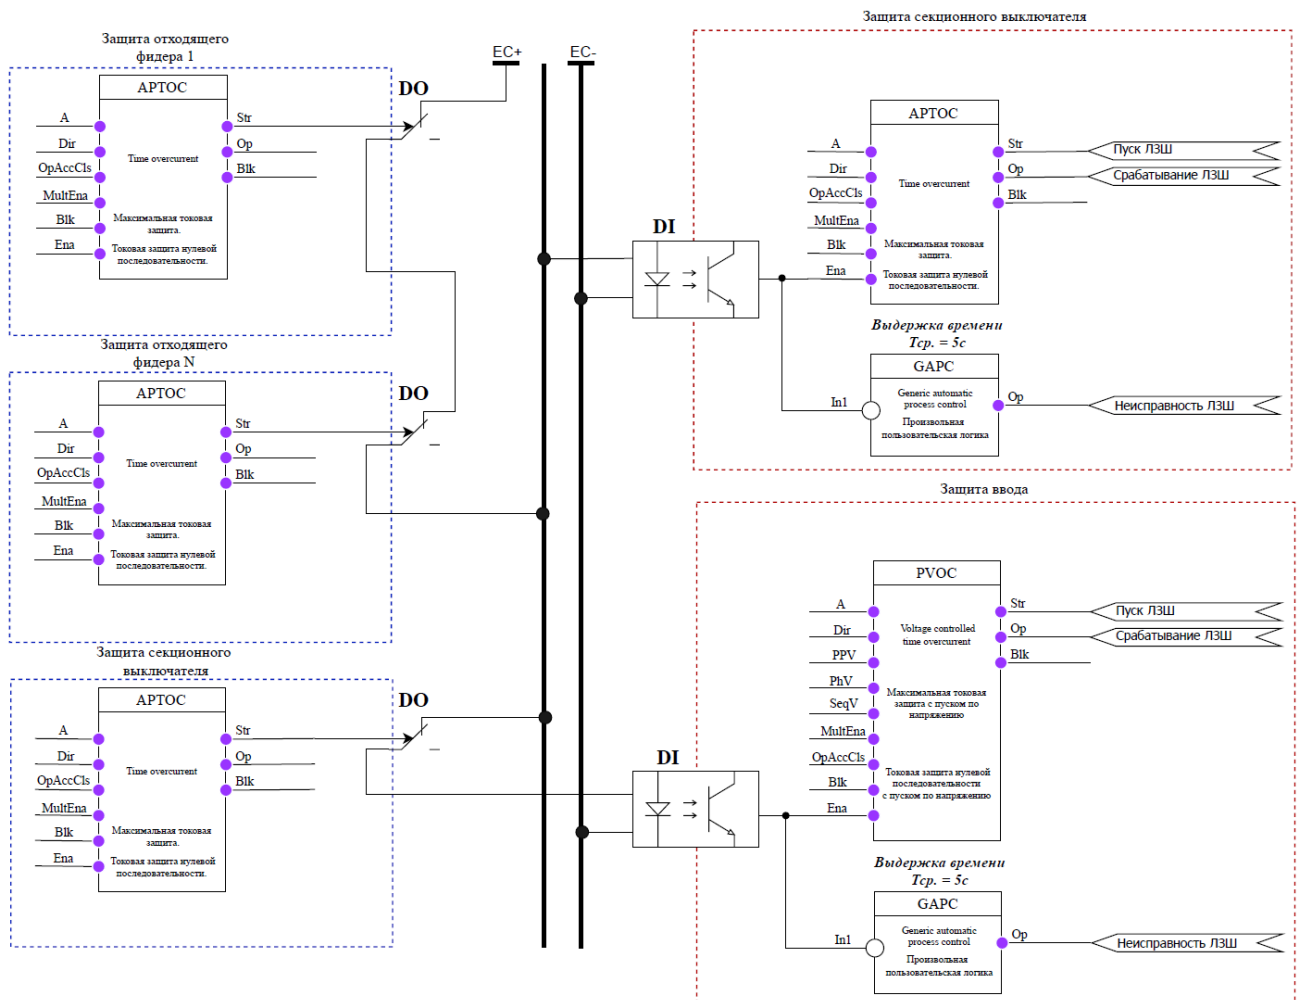 Защита отходящего
фидера 1
APTOC
A
Dir
OpAccCls
MultEna
Blk
Ena
Time overcurrent
Максимальная токовая
защита.
Токовая защита нулевой
последовательности.
Str
Op
Blk
DO
EC+
EC-
Защита отходящего
фидера N
APTOC
A
Dir
OpAccCls
MultEna
Blk
Ena
Time overcurrent
Максимальная токовая
защита.
Токовая защита нулевой
последовательности.
Str
Op
Blk
DO
Защита секционного
выключателя
APTOC
A
Dir
OpAccCls
MultEna
Blk
Ena
Time overcurrent
Максимальная токовая
защита.
Токовая защита нулевой
последовательности.
Str
Op
Blk
DO
Защита секционного выключателя
DI
APTOC
A
Dir
OpAccCls
MultEna
Blk
Ena
Time overcurrent
Максимальная токовая
защита.
Токовая защита нулевой
последовательности.
Str
Op
Blk
Пуск ЛЗШ
Срабатывание ЛЗШ
Выдержка времени
Тср. = 5с
GAPC
In1
Generic automatic
process control
Произвольная
пользовательская логика
Op
Неисправность ЛЗШ
Защита ввода
DI
PVOC
A
Dir
PPV
PhV
SeqV
MultEna
OpAccCls
Blk
Ena
Voltage controlled
time overcurrent
Максимальная токовая
защита с пуском по
напряжению
Токовая защита нулевой
последовательности
с пуском по напряжению
Str
Op
Blk
Пуск ЛЗШ
Срабатывание ЛЗШ
Выдержка времени
Тср. = 5с
GAPC
In1
Generic automatic
process control
Произвольная
пользовательская логика
Op
Неисправность ЛЗШ